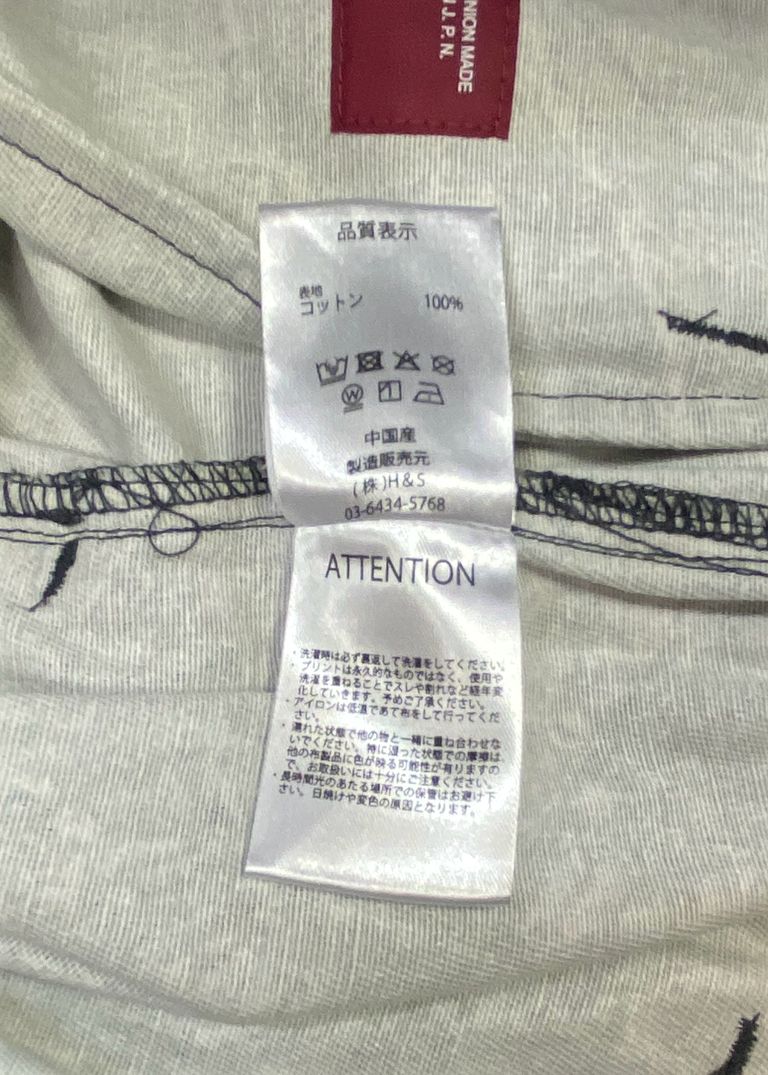 NION MADE
J. P. N.
品質表示
表地
コットン 100%
W
中国産
製造販売元
(株)H&S
03-6434-5768
ATTENTION
・洗濯時は必ず裏返して洗濯をしてください。
・プリントは永久的なものではなく、使用や
洗濯を重ねることでスレや割れなど経年変
化していきます。予めご了承ください。
・アイロンは低温であて布をして行ってくだ
さい。
・濡れた状態で他の物と一緒に重ね合わせな
いでください。特に湿った状態での摩擦は、
他の布製品に色が移る可能性が有りますの
で、お取扱いには十分にご注意ください。
・長時間光のあたる場所での保管はお避け下
さい。日焼けや変色の原因となります。